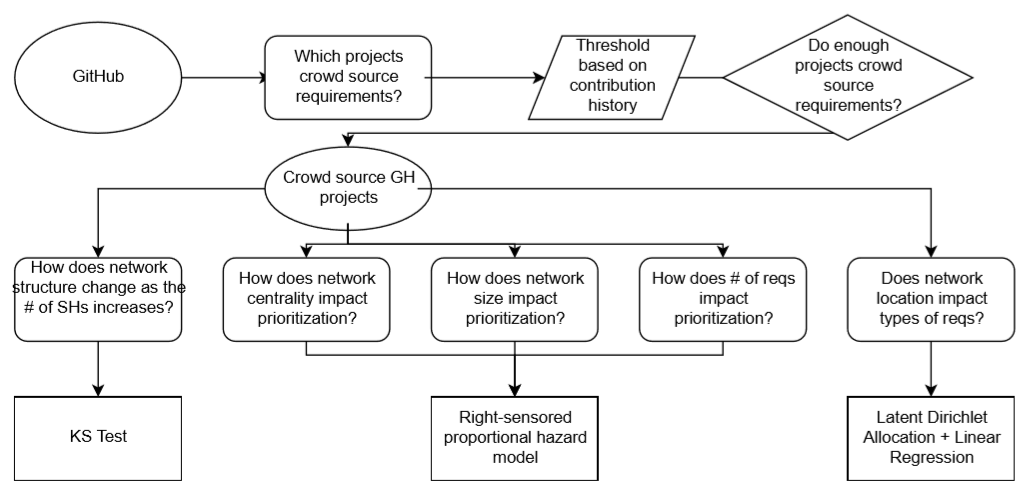 GitHub
Which projects
crowd source
requirements?
Threshold
based on
contribution
history
Do enough
projects crowd
source
requirements?
Crowd source GH
projects
How does network
structure change as the
# of SHs increases?
How does network
centrality impact
prioritization?
How does network
size impact
prioritization?
How does # of reqs
impact
prioritization?
Does network
location impact
types of reqs?
KS Test
Right-sensored
proportional hazard
model
Latent Dirichlet
Allocation + Linear
Regression